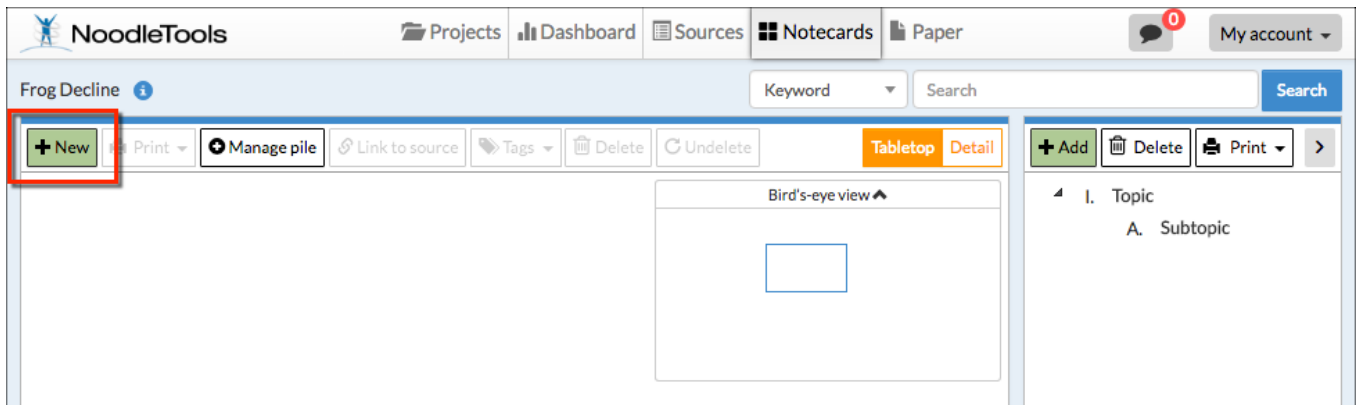 NoodleTools Projects Dashboard Sources Notecards Paper 0 My account
Frog Decline Keyword Search Search
New Print Manage pile Link to source Tags Delete Undelete Tabletop Detail Add Delete Print
Bird's-eye view
I. Topic
A. Subtopic